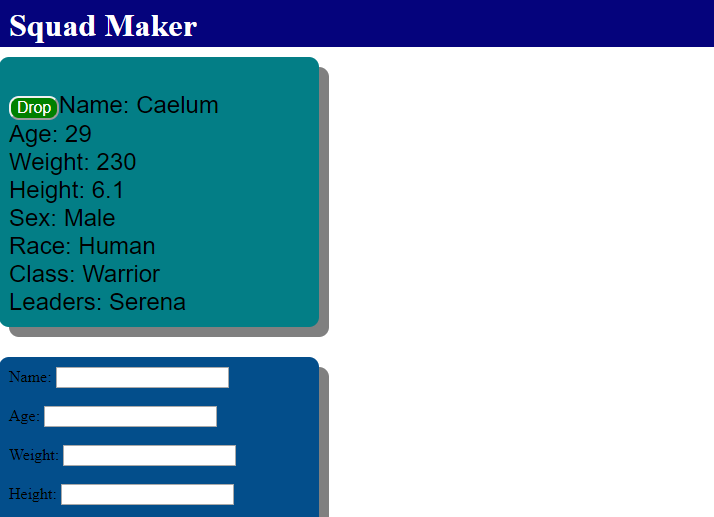 Squad Maker
Drop Name: Caelum
Age: 29
Weight: 230
Height: 6.1
Sex: Male
Race: Human
Class: Warrior
Leaders: Serena
Name:
Age:
Weight:
Height: